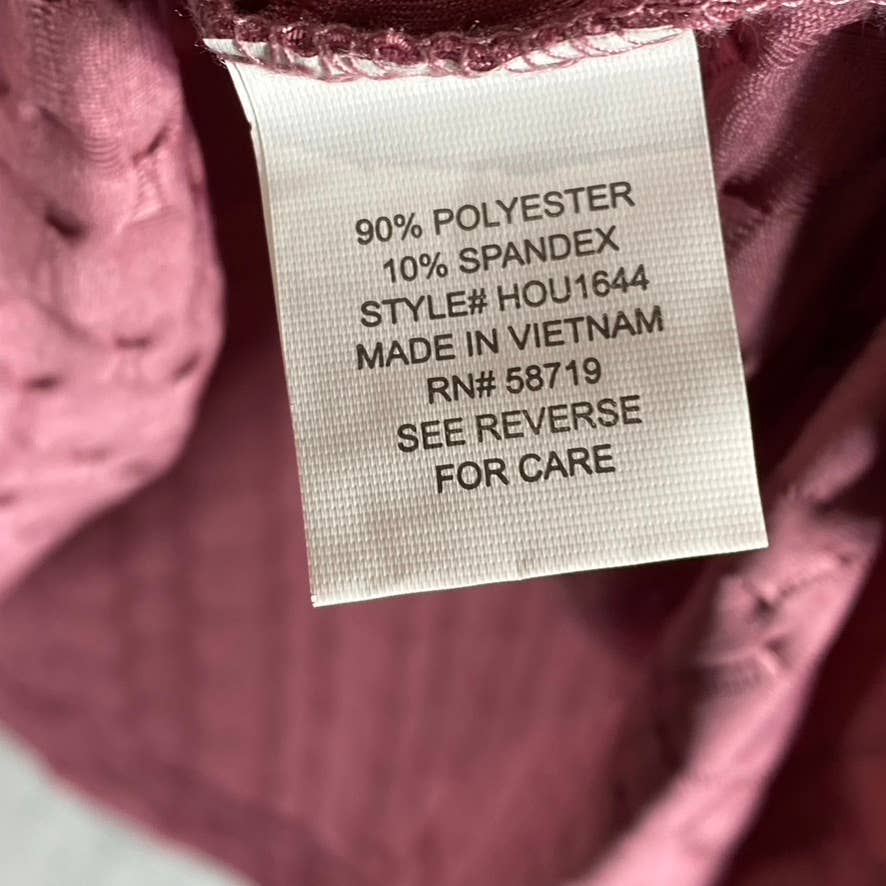 90% POLYESTER
10% SPANDEX
STYLE# HOU1644
MADE IN VIETNAM
RN# 58719
SEE REVERSE
FOR CARE